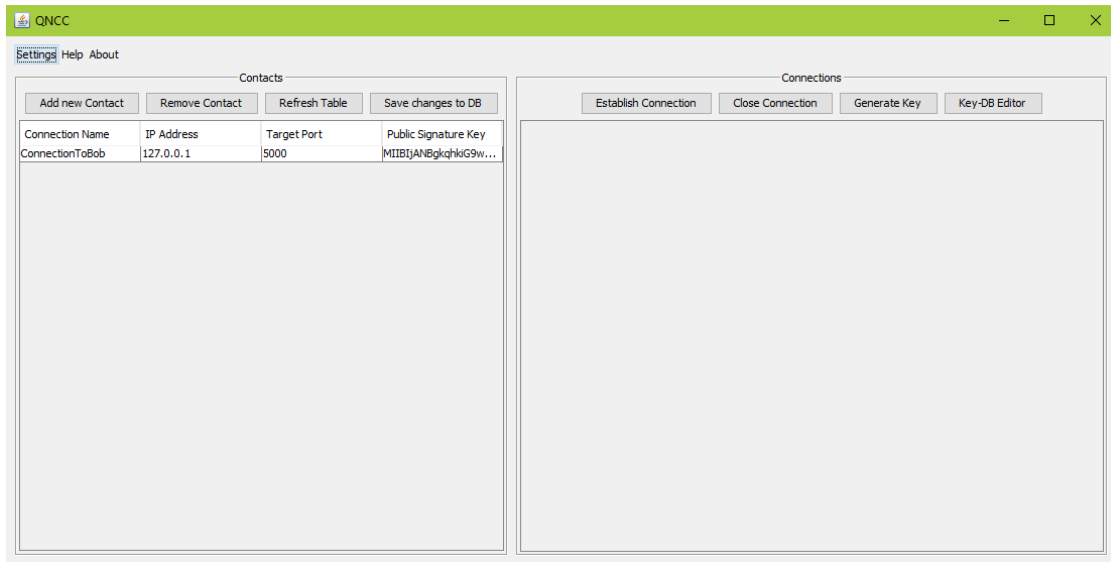 QNCC
Settings Help About
Contacts
Add new Contact Remove Contact Refresh Table Save changes to DB
Connection Name IP Address Target Port Public Signature Key
ConnectionToBob 127.0.0.1 5000 MIIBIjANBgkqhkiG9w...
Connections
Establish Connection Close Connection Generate Key Key-DB Editor